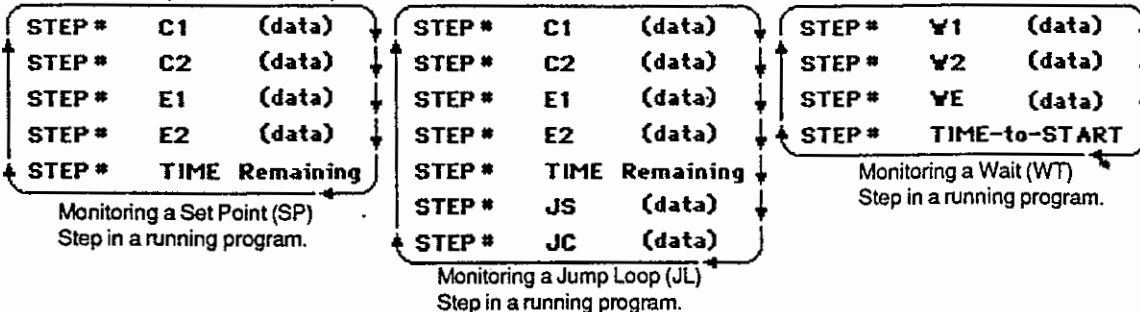 STEP # C1 (data)
STEP # C2 (data)
STEP # E1 (data)
STEP # E2 (data)
STEP # TIME Remaining
Monitoring a Set Point (SP)
Step in a running program.
STEP # C1 (data)
STEP # C2 (data)
STEP # E1 (data)
STEP # E2 (data)
STEP # TIME Remaining
STEP # JS (data)
STEP # JC (data)
Monitoring a Jump Loop (JL)
Step in a running program.
STEP # W1 (data)
STEP # W2 (data)
STEP # WE (data)
STEP # TIME-to-START
Monitoring a Wait (WT)
Step in a running program.